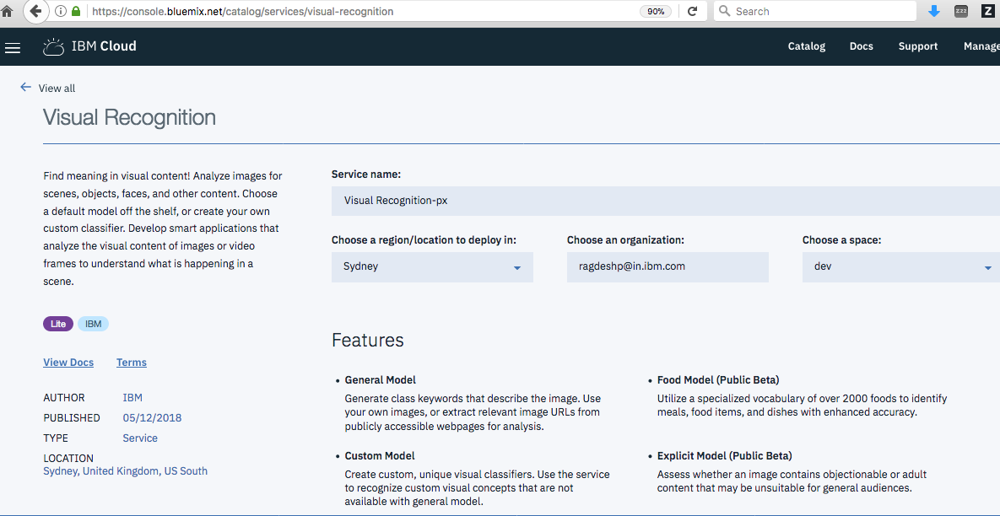 https://console.bluemix.net/catalog/services/visual-recognition
90%
Search
zzz
Z
IBM Cloud
Catalog
Docs
Support
Manage
View all
Visual Recognition
Find meaning in visual content! Analyze images for
scenes, objects, faces, and other content. Choose
a default model off the shelf, or create your own
custom classifier. Develop smart applications that
analyze the visual content of images or video
frames to understand what is happening in a
scene.
Lite
IBM
View Docs
Terms
AUTHOR IBM
PUBLISHED 05/12/2018
TYPE Service
LOCATION
Sydney, United Kingdom, US South
Service name:
Visual Recognition-px
Choose a region/location to deploy in:
Sydney
Choose an organization:
ragdeshp@in.ibm.com
Choose a space:
dev
Features
• General Model
Generate class keywords that describe the image. Use
your own images, or extract relevant image URLs from
publicly accessible webpages for analysis.
• Food Model (Public Beta)
Utilize a specialized vocabulary of over 2000 foods to identify
meals, food items, and dishes with enhanced accuracy.
• Custom Model
Create custom, unique visual classifiers. Use the service
to recognize custom visual concepts that are not
available with general model.
• Explicit Model (Public Beta)
Assess whether an image contains objectionable or adult
content that may be unsuitable for general audiences.